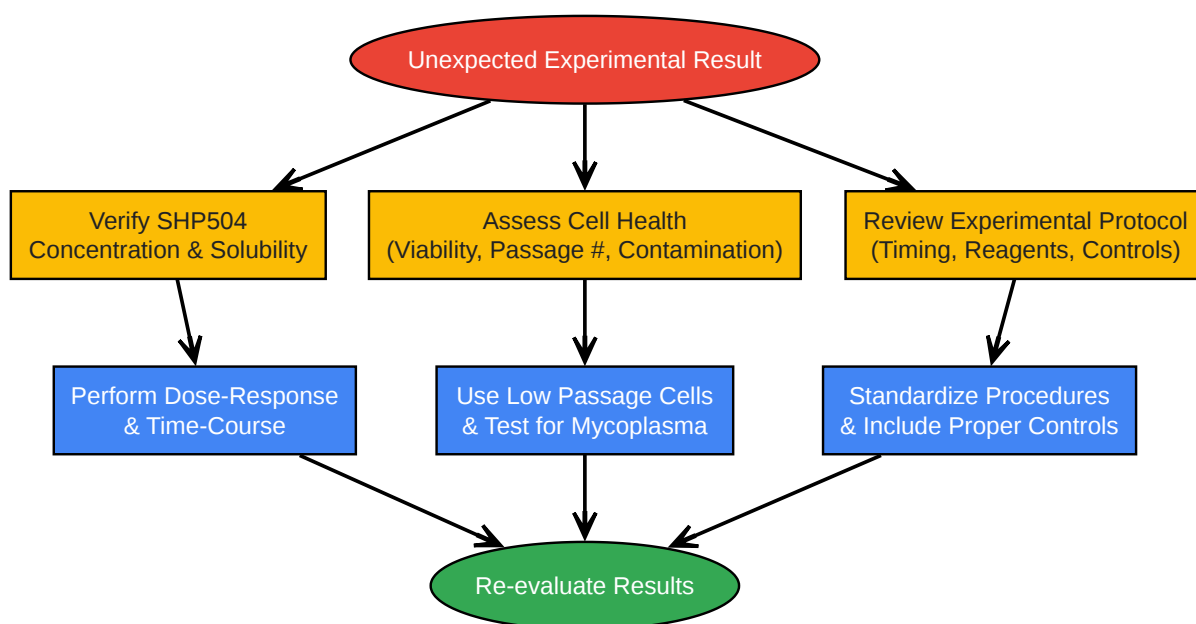 Unexpected Experimental Result
Verify SHP504
Concentration & Solubility
Assess Cell Health
(Viability, Passage #, Contamination)
Review Experimental Protocol
(Timing, Reagents, Controls)
Perform Dose-Response
& Time-Course
Use Low Passage Cells
& Test for Mycoplasma
Standardize Procedures
& Include Proper Controls
Re-evaluate Results